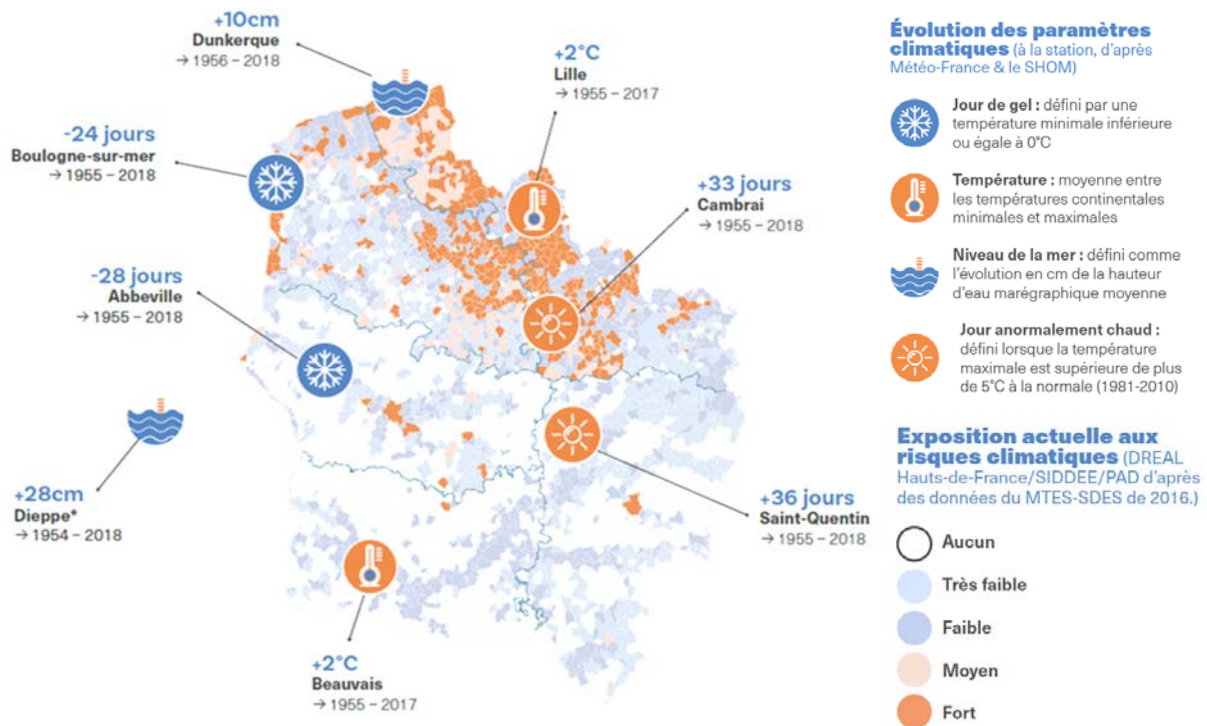 +10cm
Dunkerque
→ 1956 – 2018
+2°C
Lille
→ 1955 – 2017
-24 jours
Boulogne-sur-mer
→ 1955 – 2018
+33 jours
Cambrai
→ 1955 – 2018
-28 jours
Abbeville
→ 1955 – 2018
+28cm
Dieppe*
→ 1954 – 2018
+36 jours
Saint-Quentin
→ 1955 – 2018
+2°C
Beauvais
→ 1955 – 2017
Évolution des paramètres
climatiques (à la station, d'après
Météo-France & le SHOM)
Jour de gel : défini par une
température minimale inférieure
ou égale à 0°C
Température : moyenne entre
les températures continentales
minimales et maximales
Niveau de la mer : défini comme
l'évolution en cm de la hauteur
d'eau marégraphique moyenne
Jour anormalement chaud :
défini lorsque la température
maximale est supérieure de plus
de 5°C à la normale (1981-2010)
Exposition actuelle aux
risques climatiques (DREAL
Hauts-de-France/SIDDEE/PAD d'après
des données du MTES-SDES de 2016.)
Aucun
Très faible
Faible
Moyen
Fort